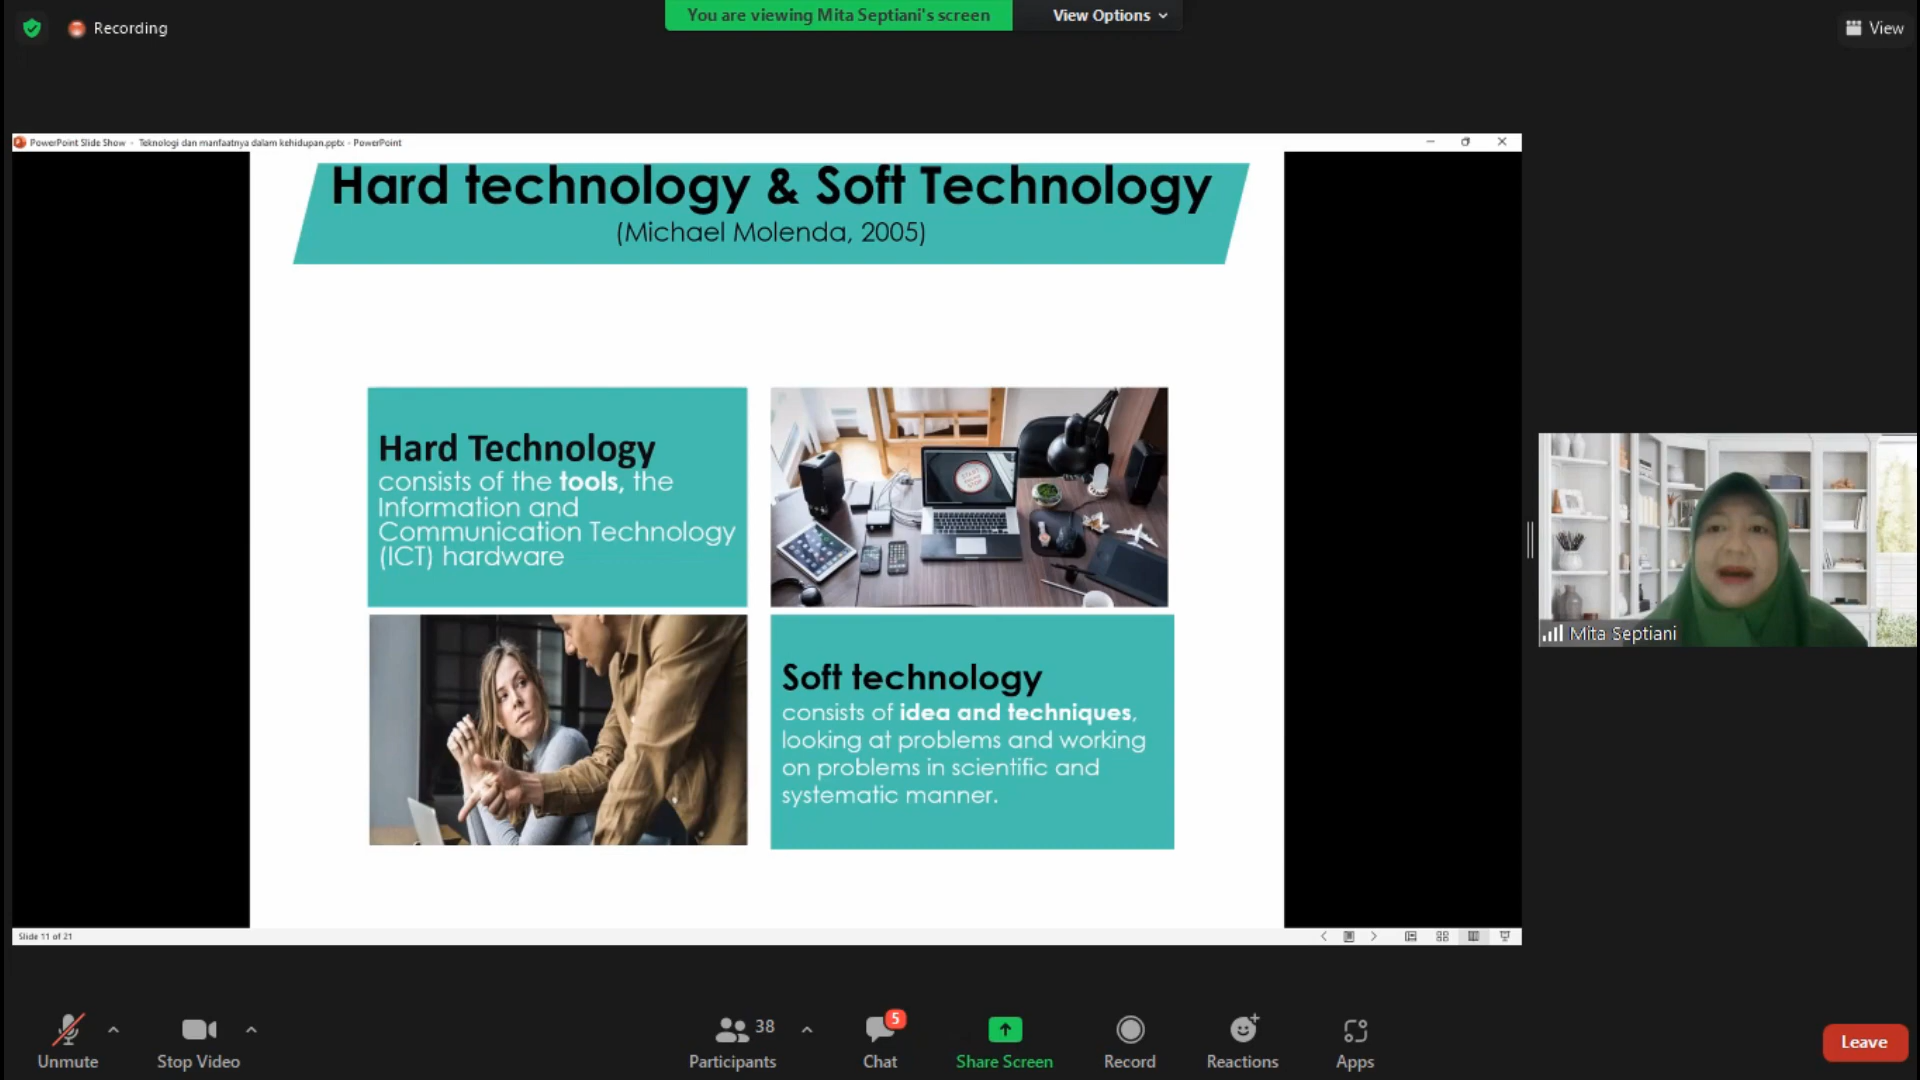 You are viewing Mita Septiani's screen
View Options
Recording
View
PowerPoint Slide Show - Teknologi dan manfaatnya dalam kehidupan.pptx - PowerPoint
Hard technology & Soft Technology
(Michael Molenda, 2005)
Hard Technology
consists of the tools, the
Information and
Communication Technology
(ICT) hardware
Soft technology
consists of idea and techniques,
looking at problems and working
on problems in scientific and
systematic manner.
Mita Septiani
Slide 11 of 21
Unmute
Stop Video
38
Participants
5
Chat
Share Screen
Record
Reactions
Apps
Leave